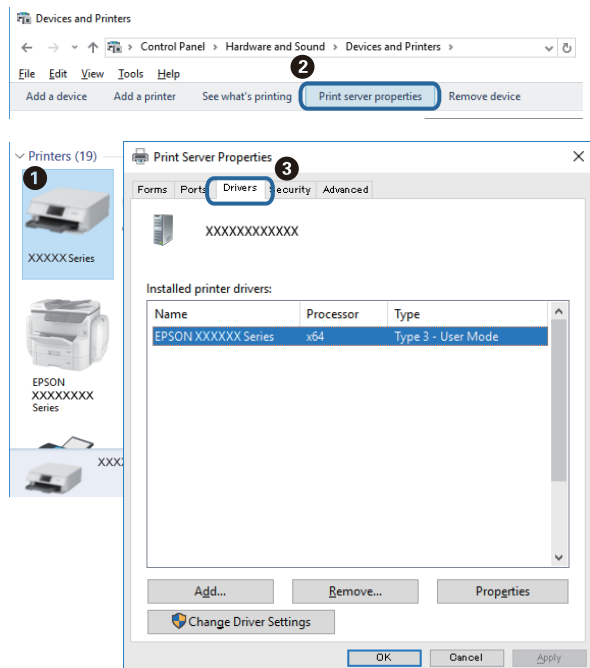 Devices and Printers
Control Panel > Hardware and Sound > Devices and Printers >
2
File Edit View Tools Help
Add a device Add a printer See what's printing Print server properties Remove device
Printers (19)
1
XXXXX Series
EPSON
XXXXXXXX
Series
Print Server Properties
3
Forms Ports Drivers Security Advanced
XXXXXXXXXXXX
Installed printer drivers:
Name Processor Type
EPSON XXXXXX Series x64 Type 3 - User Mode
Add... Remove... Properties
Change Driver Settings
OK Cancel Apply